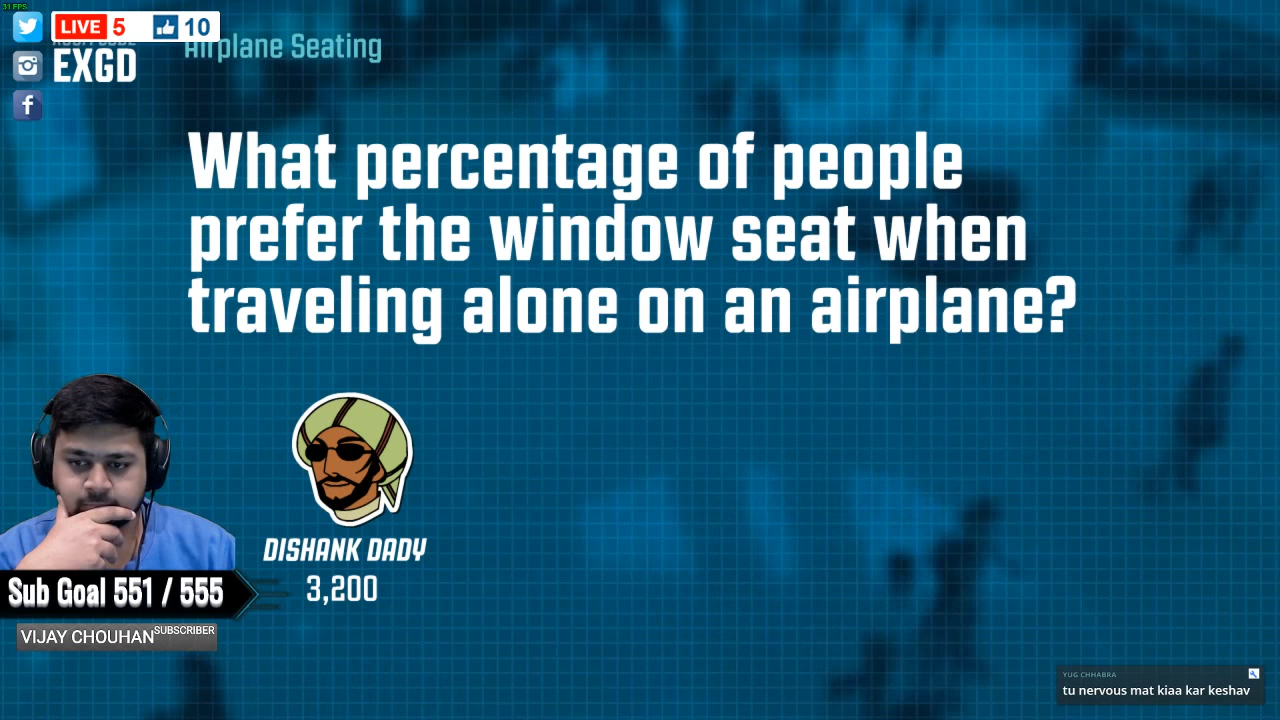 31 FPS
LIVE 5 10
Airplane Seating
EXGD
What percentage of people
prefer the window seat when
traveling alone on an airplane?
DISHANK DADY
3,200
Sub Goal 551 / 555
VIJAY CHOUHAN SUBSCRIBER
YUG CHHABRA
tu nervous mat kiaa kar keshav